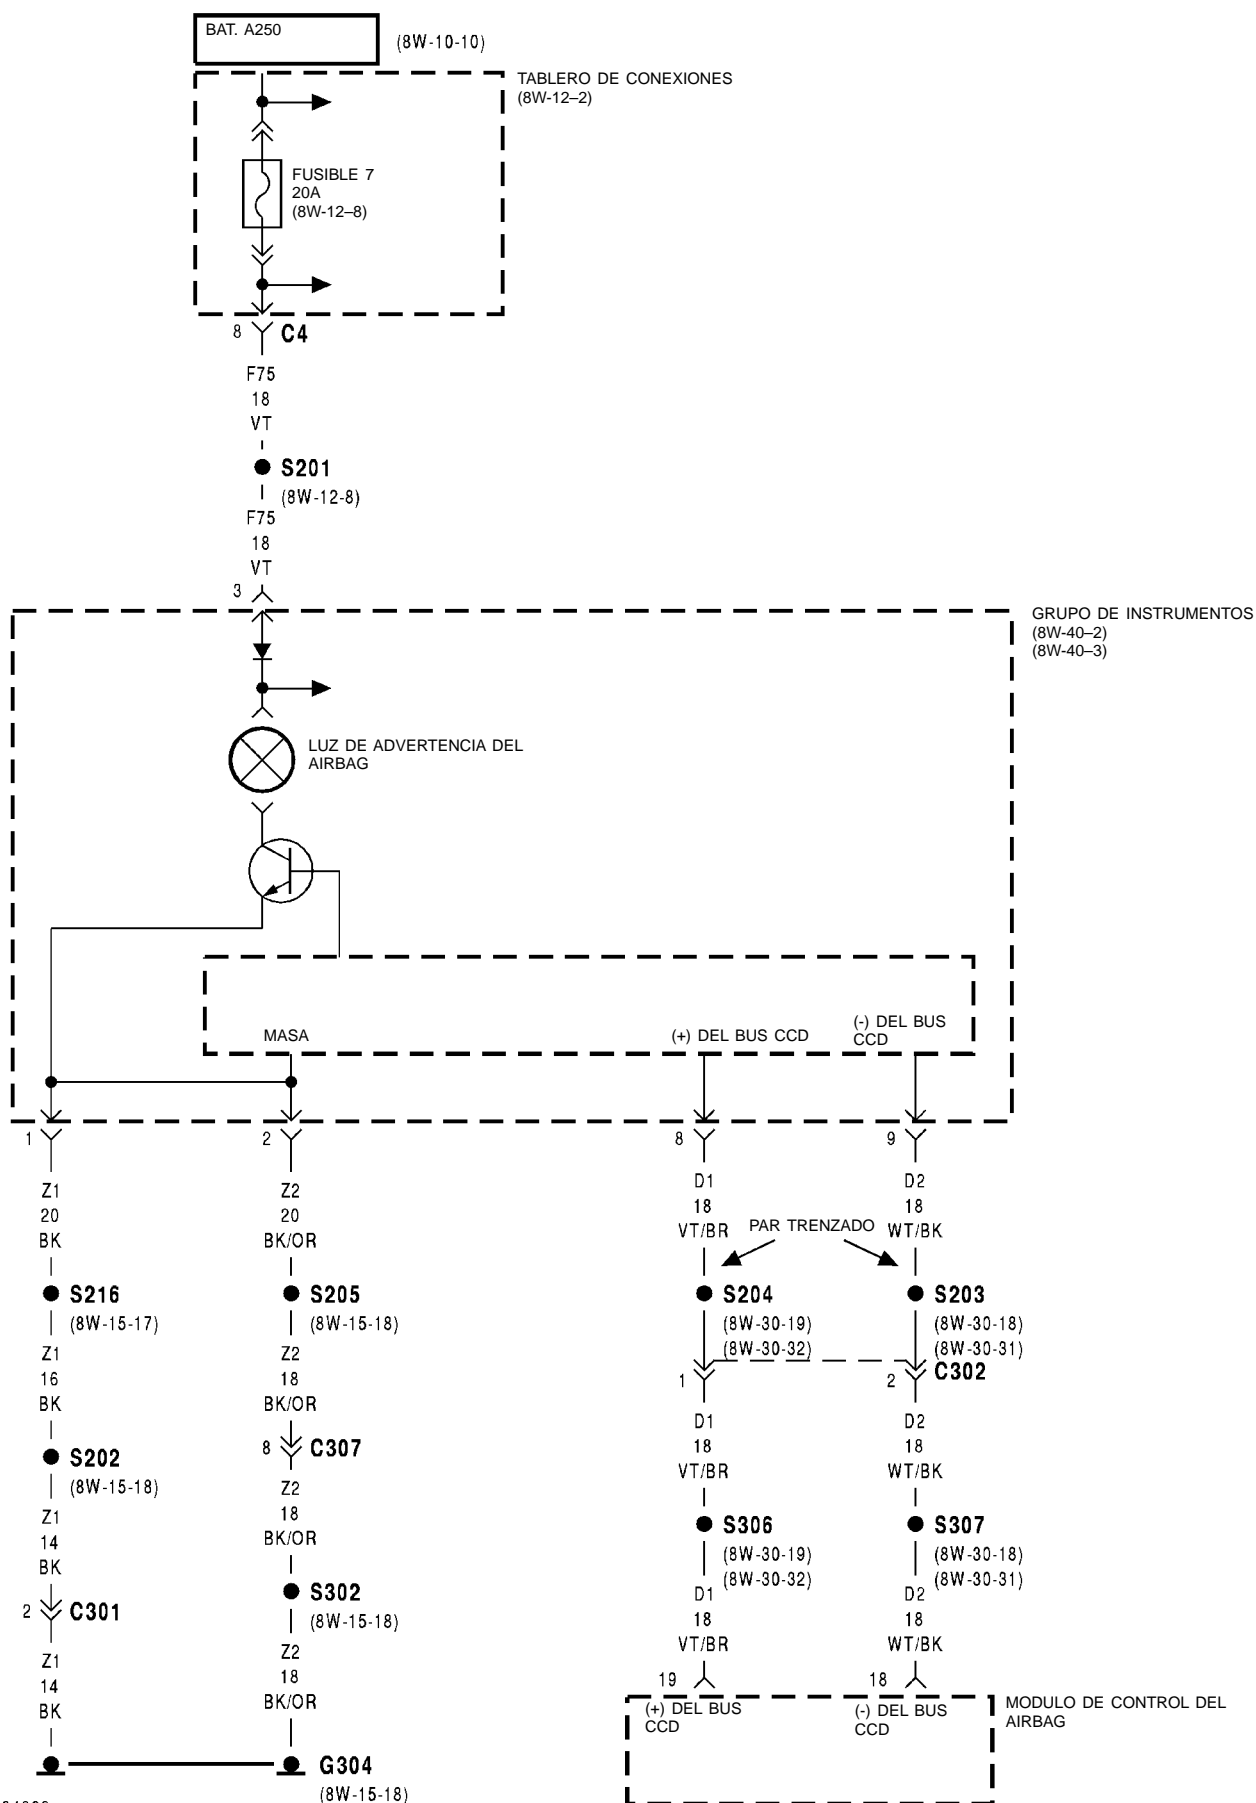 BAT. A250
(8W-10-10)
TABLERO DE CONEXIONES
(8W-12–2)
FUSIBLE 7
20A
(8W-12–8)
8
C4
F75
18
VT
S201
(8W-12-8)
F75
18
VT
3
GRUPO DE INSTRUMENTOS
(8W-40–2)
(8W-40–3)
LUZ DE ADVERTENCIA DEL
AIRBAG
MASA
(+) DEL BUS CCD
(-) DEL BUS
CCD
1
2
8
9
Z1
20
BK
S216
(8W-15-17)
Z1
16
BK
S202
(8W-15-18)
Z1
14
BK
2
C301
Z1
14
BK
Z2
20
BK/OR
S205
(8W-15-18)
Z2
18
BK/OR
8
C307
Z2
18
BK/OR
S302
(8W-15-18)
Z2
18
BK/OR
G304
(8W-15-18)
D1
18
VT/BR
PAR TRENZADO
S204
(8W-30-19)
(8W-30-32)
1
D1
18
VT/BR
S306
(8W-30-19)
(8W-30-32)
D1
18
VT/BR
19
D2
18
WT/BK
S203
(8W-30-18)
(8W-30-31)
2
C302
D2
18
WT/BK
S307
(8W-30-18)
(8W-30-31)
D2
18
WT/BK
18
(+) DEL BUS
CCD
(-) DEL BUS
CCD
MODULO DE CONTROL DEL
AIRBAG